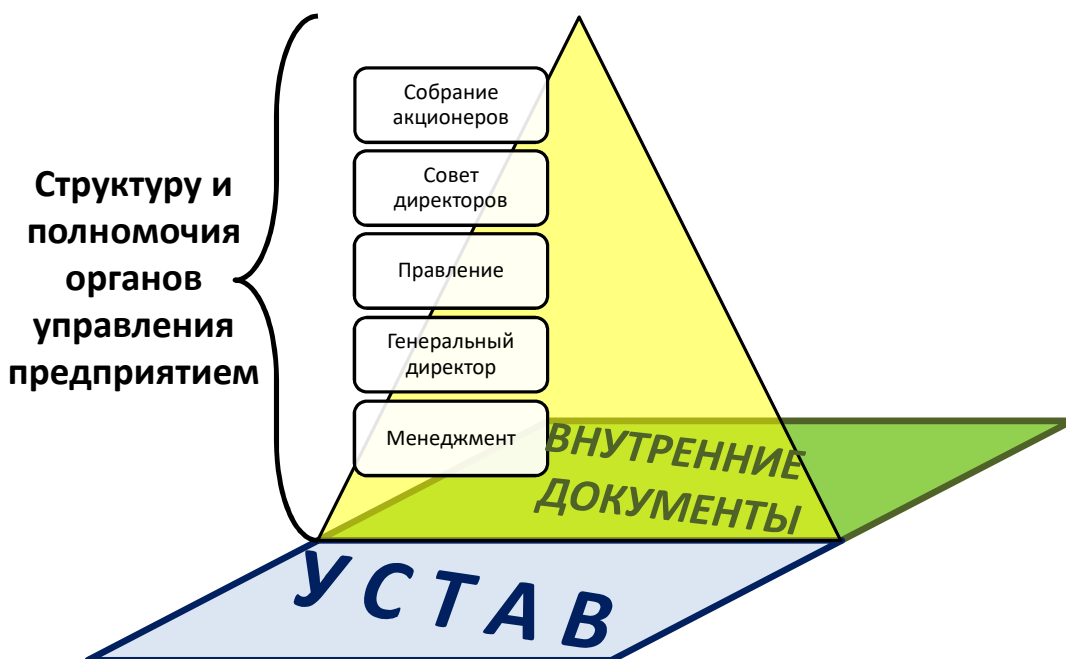 Структуру и
полномочия
органов
управления
предприятием
Собрание
акционеров
Совет
директоров
Правление
Генеральный
директор
Менеджмент
ВНУТРЕННИЕ
ДОКУМЕНТЫ
УСТАВ